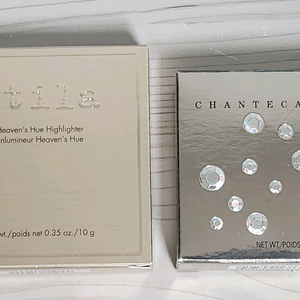 tila
Heaven's Hue Highlighter
nlumineur Heaven's Hue
wt./poids net 0.35 oz./10 g
CHANTECA
NET WT./POIDS